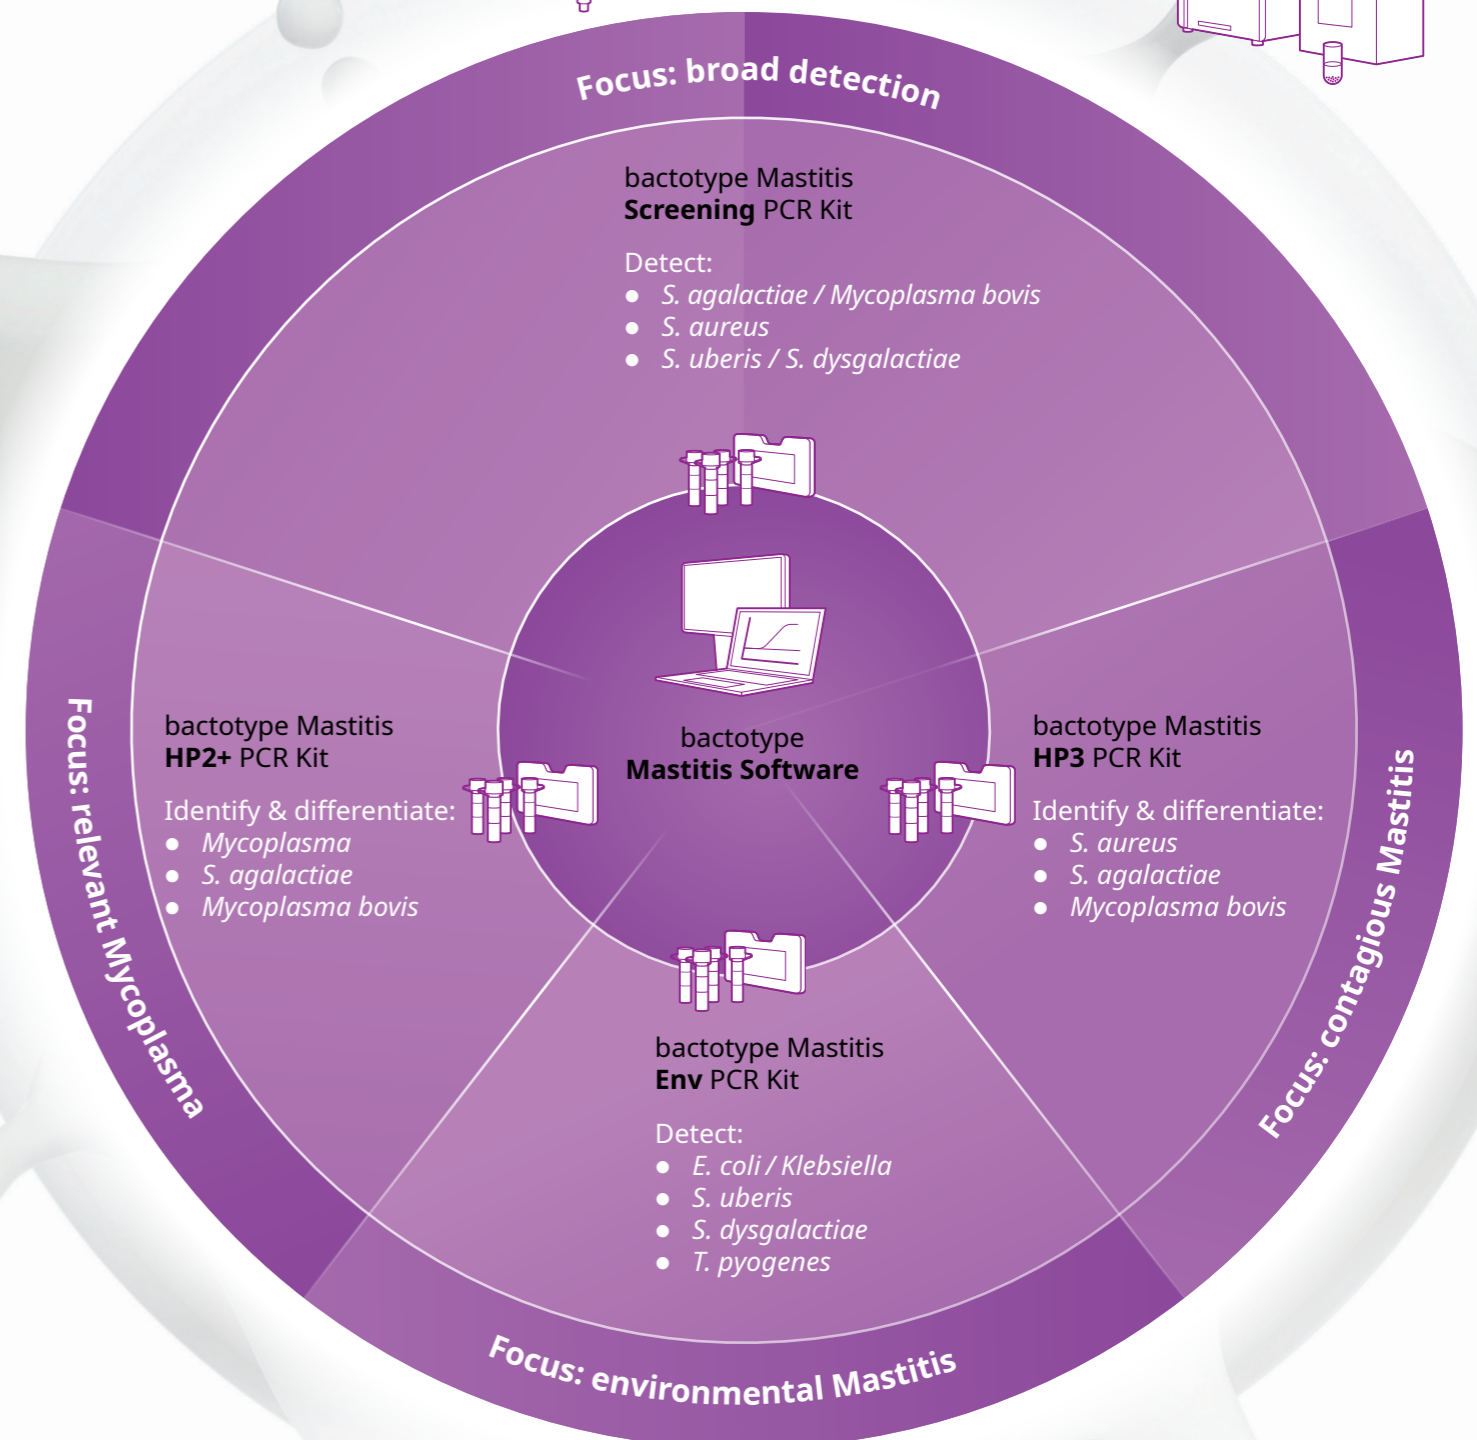 Focus: broad detection
bactotype Mastitis
Screening PCR Kit
Detect:
● S. agalactiae / Mycoplasma bovis
● S. aureus
● S. uberis / S. dysgalactiae
bactotype
Mastitis Software
Focus: relevant Mycoplasma
bactotype Mastitis
HP2+ PCR Kit
Identify & differentiate:
● Mycoplasma
● S. agalactiae
● Mycoplasma bovis
bactotype Mastitis
HP3 PCR Kit
Identify & differentiate:
● S. aureus
● S. agalactiae
● Mycoplasma bovis
Focus: contagious Mastitis
bactotype Mastitis
Env PCR Kit
Detect:
● E. coli / Klebsiella
● S. uberis
● S. dysgalactiae
● T. pyogenes
Focus: environmental Mastitis